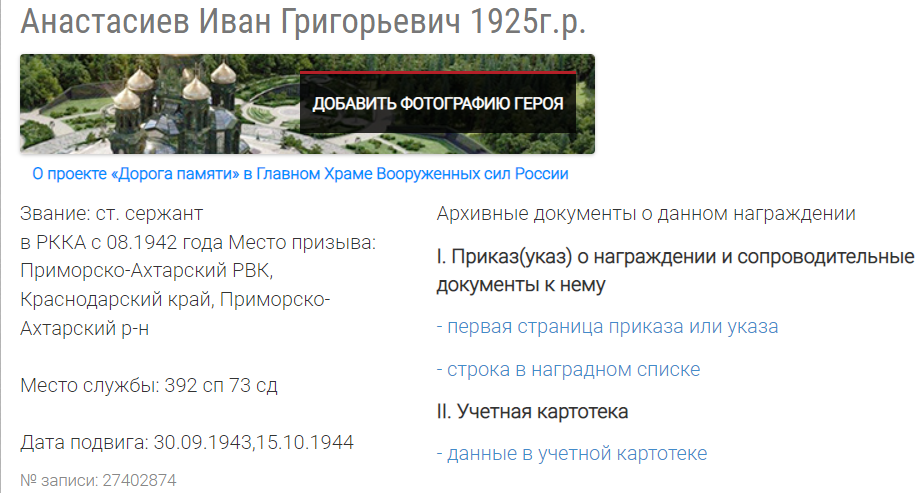 Анастасиев Иван Григорьевич 1925г.р.
ДОБАВИТЬ ФОТОГРАФИЮ ГЕРОЯ
О проекте «Дорога памяти» в Главном Храме Вооруженных сил России
Звание: ст. сержант
в РККА с 08.1942 года Место призыва:
Приморско-Ахтарский РВК,
Краснодарский край, Приморско-
Ахтарский р-н
Место службы: 392 сп 73 сд
Дата подвига: 30.09.1943,15.10.1944
№ записи: 27402874
Архивные документы о данном награждении
I. Приказ(указ) о награждении и сопроводительные
документы к нему
- первая страница приказа или указа
- строка в наградном списке
II. Учетная картотека
- данные в учетной картотеке